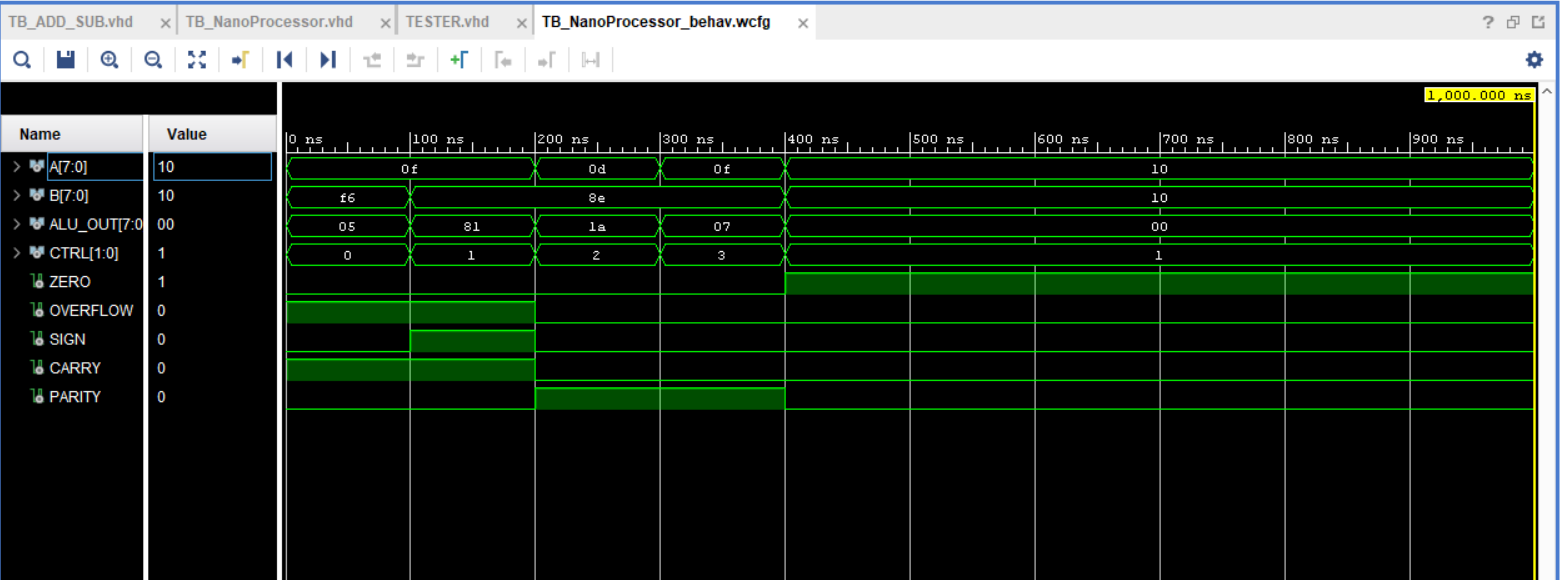 TB_ADD_SUB.vhd × TB_NanoProcessor.vhd × TESTER.vhd × TB_NanoProcessor_behav.wcfg ×
1,000.000 ns
Name Value
0 ns 100 ns 200 ns 300 ns 400 ns 500 ns 600 ns 700 ns 800 ns 900 ns
A[7:0] 10 0f 0d 0f 10
B[7:0] 10 f6 8e 10
ALU_OUT[7:0 00 05 81 1a 07 00
CTRL[1:0] 1 0 1 2 3 1
ZERO 1
OVERFLOW 0
SIGN 0
CARRY 0
PARITY 0